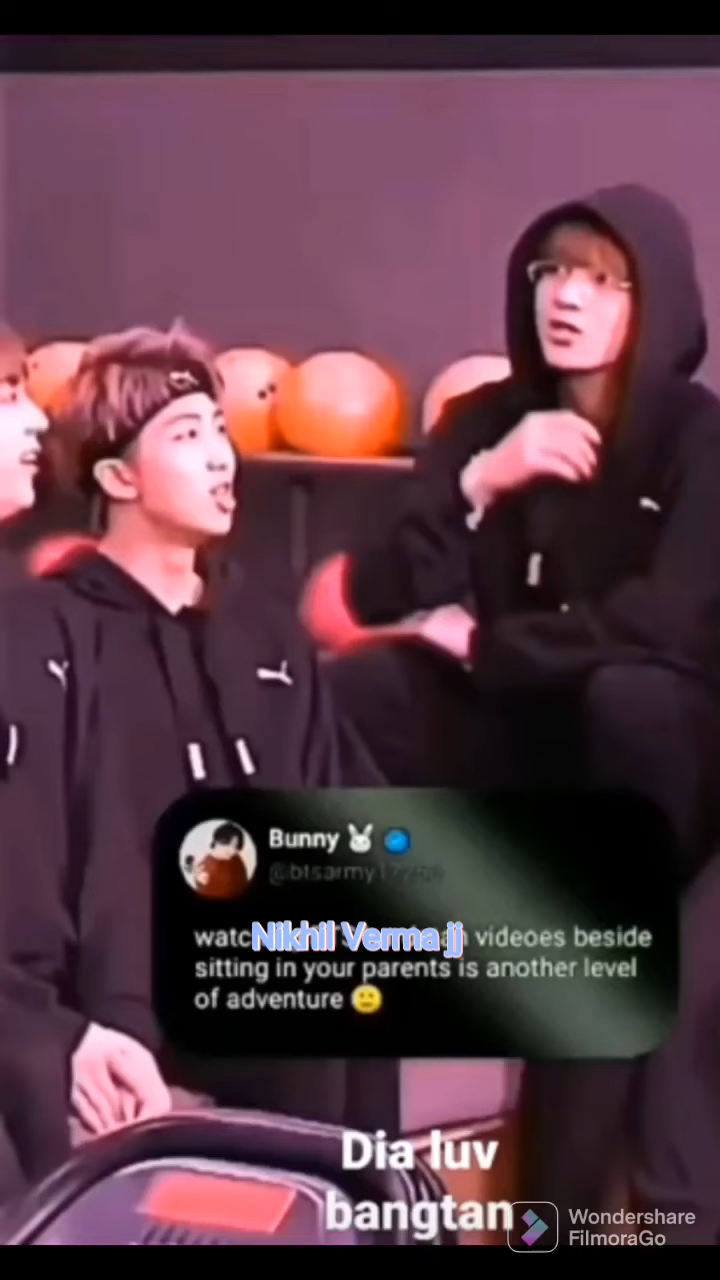 Bunny 🐰 🔵
@btsarmy17
watc
Nikhil Verma jj
videoes beside
sitting in your parents is another level
of adventure 🙂
Dia luv
bangtan
Wondershare
FilmoraGo